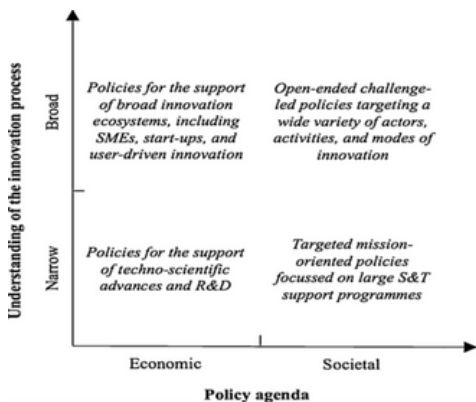 Understanding of the innovation process
Broad
Narrow
Policies for the support
of broad innovation
ecosystems, including
SMEs, start-ups, and
user-driven innovation
Open-ended challenge-
led policies targeting a
wide variety of actors,
activities, and modes of
innovation
Policies for the support
of techno-scientific
advances and R&D
Targeted mission-
oriented policies
focussed on large S&T
support programmes
Economic
Societal
Policy agenda